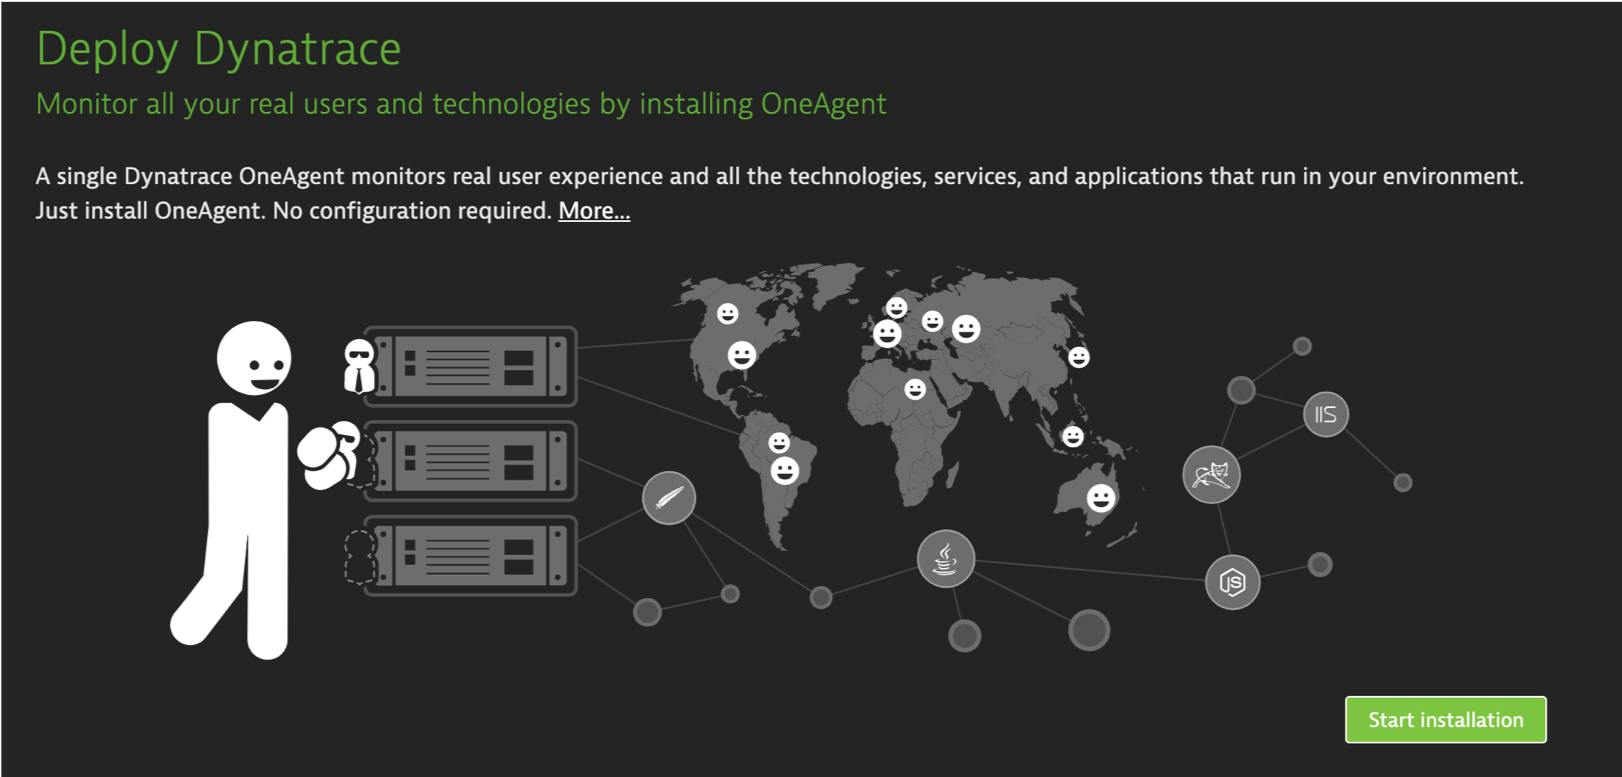 Deploy Dynatrace
Monitor all your real users and technologies by installing OneAgent
A single Dynatrace OneAgent monitors real user experience and all the technologies, services, and applications that run in your environment.
Just install OneAgent. No configuration required. More...
IIS
JS
Start installation